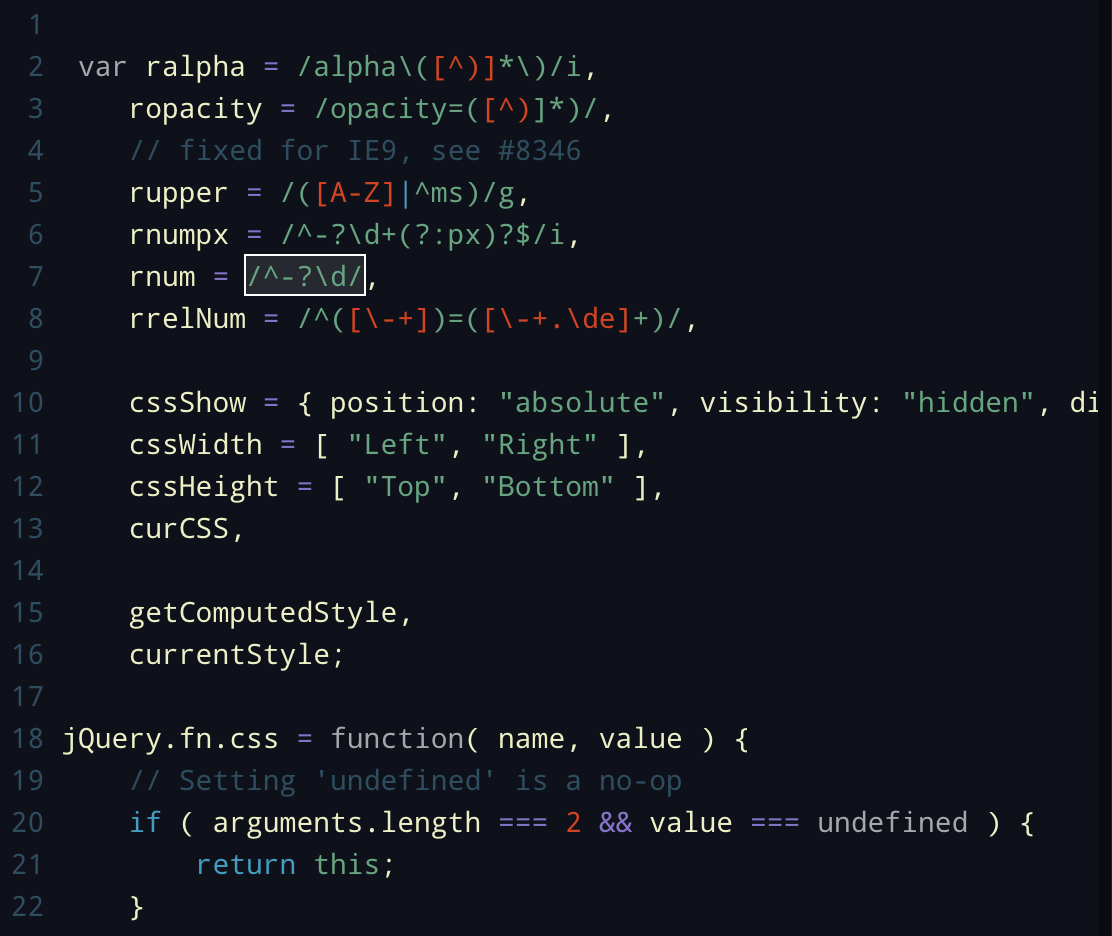 1
2 var ralpha = /alpha\([^)]*\)/i,
3 ropacity = /opacity=([^)]*)/,
4 // fixed for IE9, see #8346
5 rupper = /([A-Z]|^ms)/g,
6 rnumpx = /^-?\d+(?:px)?$/i,
7 rnum = /^-?\d/,
8 rrelNum = /^([\-+])=([\-+.\de]+)/,
9
10 cssShow = { position: "absolute", visibility: "hidden", di
11 cssWidth = [ "Left", "Right" ],
12 cssHeight = [ "Top", "Bottom" ],
13 curCSS,
14
15 getComputedStyle,
16 currentStyle;
17
18 jQuery.fn.css = function( name, value ) {
19 // Setting 'undefined' is a no-op
20 if ( arguments.length === 2 && value === undefined ) {
21 return this;
22 }